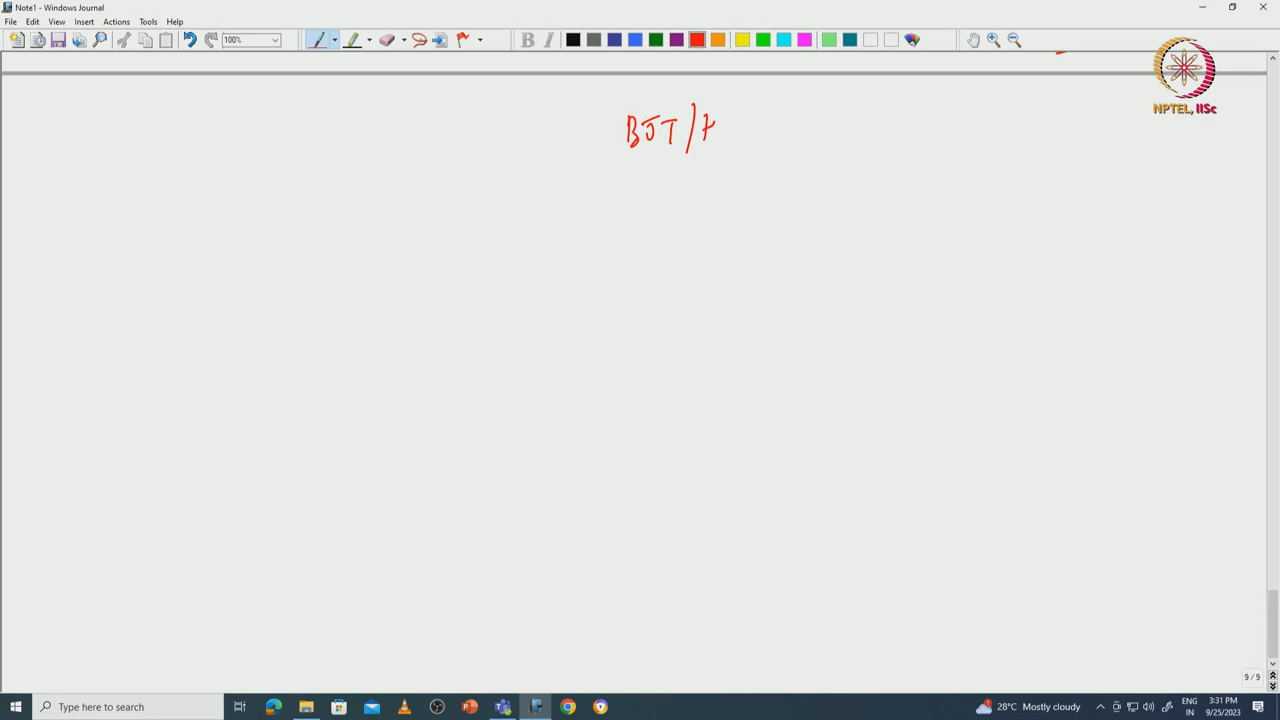 Note1 - Windows Journal
File Edit View Insert Actions Tools Help
100%
B I
NPTEL, IISc
BJT/
9 / 9
Type here to search
28°C Mostly cloudy
ENG
IN
3:31 PM
9/25/2023